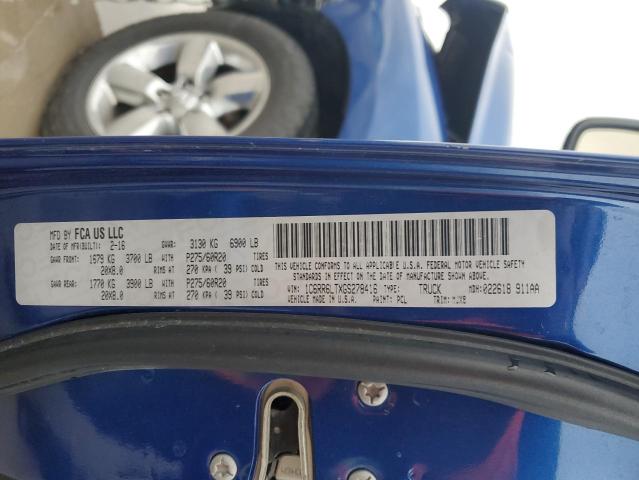 MFD BY FCA US LLC
DATE OF MFR(BUILT): 2-16 GVWR: 3130 KG 6900 LB
GAWR FRONT: 1679 KG 3700 LB WITH P275/60R20 TIRES
20X8.0 RIMS AT 270 KPA ( 39 PSI) COLD
GAWR REAR: 1770 KG 3900 LB WITH P275/60R20 TIRES
20X8.0 RIMS AT 270 KPA ( 39 PSI) COLD
THIS VEHICLE CONFORMS TO ALL APPLICABLE U.S.A. FEDERAL MOTOR VEHICLE SAFETY
STANDARDS IN EFFECT ON THE DATE OF MANUFACTURE SHOWN ABOVE.
VIN: 1C6RR6LTXGS278416 TYPE: TRUCK MDH: 022618 911AA
PAINT: PCL TRIM: